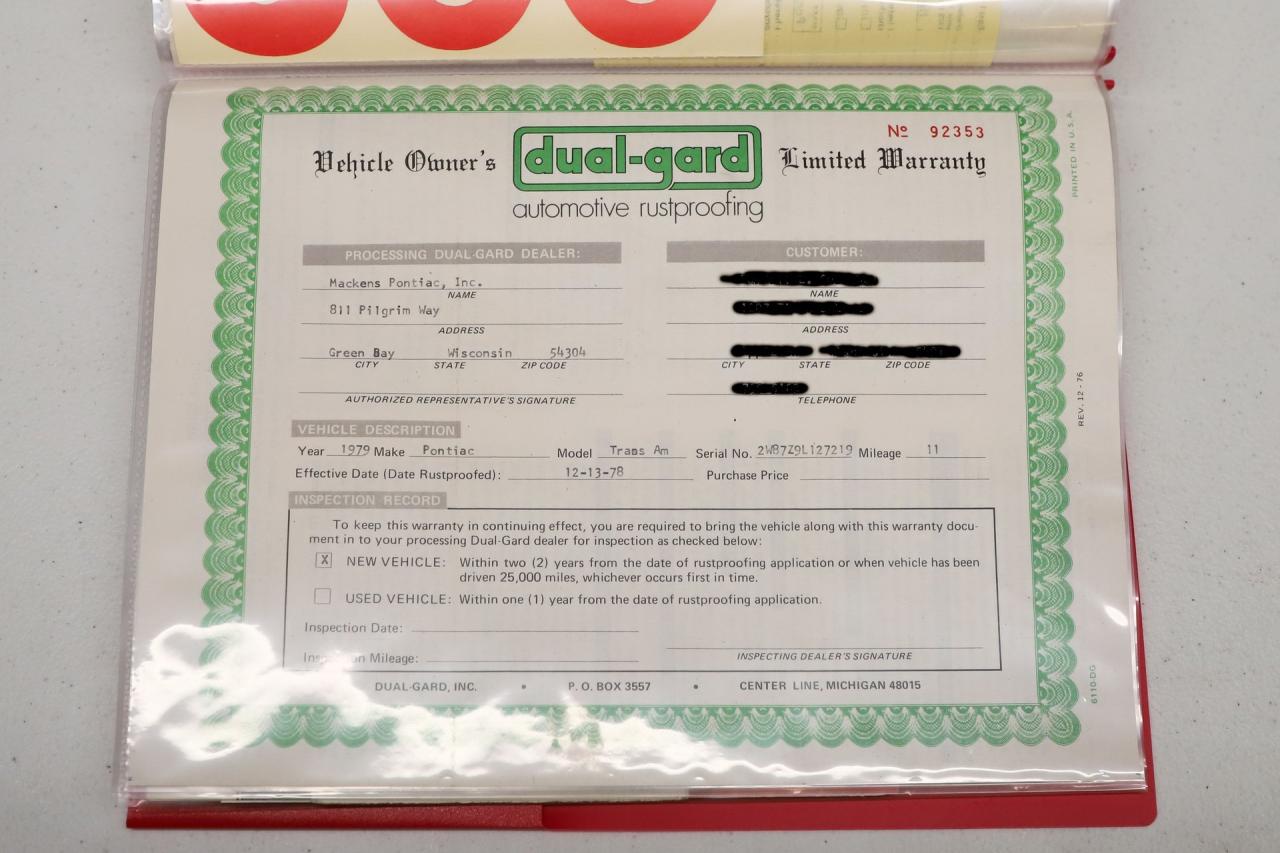 Nº 92353
Vehicle Owner's dual-gard Limited Warranty
automotive rustproofing
PROCESSING DUAL-GARD DEALER:
Mackens Pontiac, Inc.
NAME
811 Pilgrim Way
ADDRESS
Green Bay Wisconsin 54304
CITY STATE ZIP CODE
AUTHORIZED REPRESENTATIVE'S SIGNATURE
CUSTOMER:
NAME
ADDRESS
CITY STATE ZIP CODE
TELEPHONE
VEHICLE DESCRIPTION
Year 1979 Make Pontiac Model Trans Am Serial No. 2W87Z9L127219 Mileage 11
Effective Date (Date Rustproofed): 12-13-78 Purchase Price
INSPECTION RECORD
To keep this warranty in continuing effect, you are required to bring the vehicle along with this warranty docu-
ment in to your processing Dual-Gard dealer for inspection as checked below:
X NEW VEHICLE: Within two (2) years from the date of rustproofing application or when vehicle has been
driven 25,000 miles, whichever occurs first in time.
USED VEHICLE: Within one (1) year from the date of rustproofing application.
Inspection Date:
Inspection Mileage:
INSPECTING DEALER'S SIGNATURE
DUAL-GARD, INC. • P. O. BOX 3557 • CENTER LINE, MICHIGAN 48015
PRINTED IN U.S.A.
REV. 12-76
6110-DG